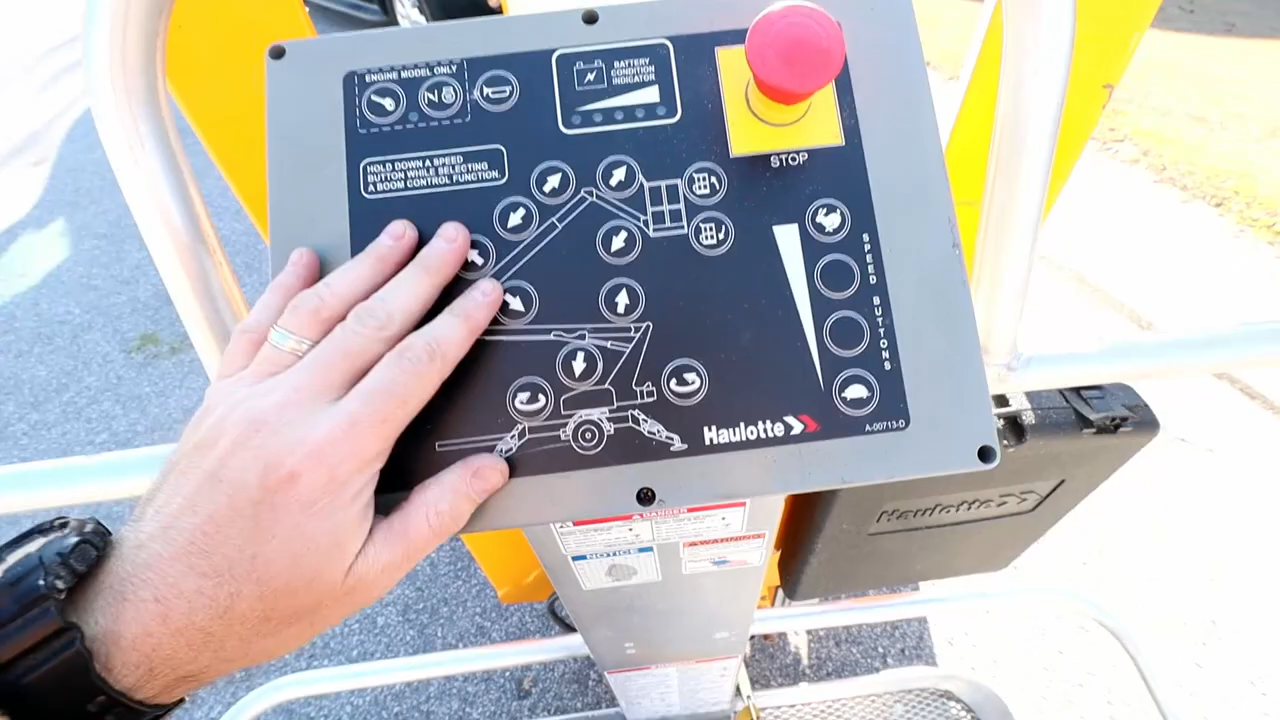 ENGINE MODEL ONLY
N
BATTERY
CONDITION
INDICATOR
STOP
HOLD DOWN A SPEED
BUTTON WHILE SELECTING
A BOOM CONTROL FUNCTION.
SPEED BUTTONS
Haulotte
A-00713-D
Haulotte
DANGER
WARNING
NOTICE